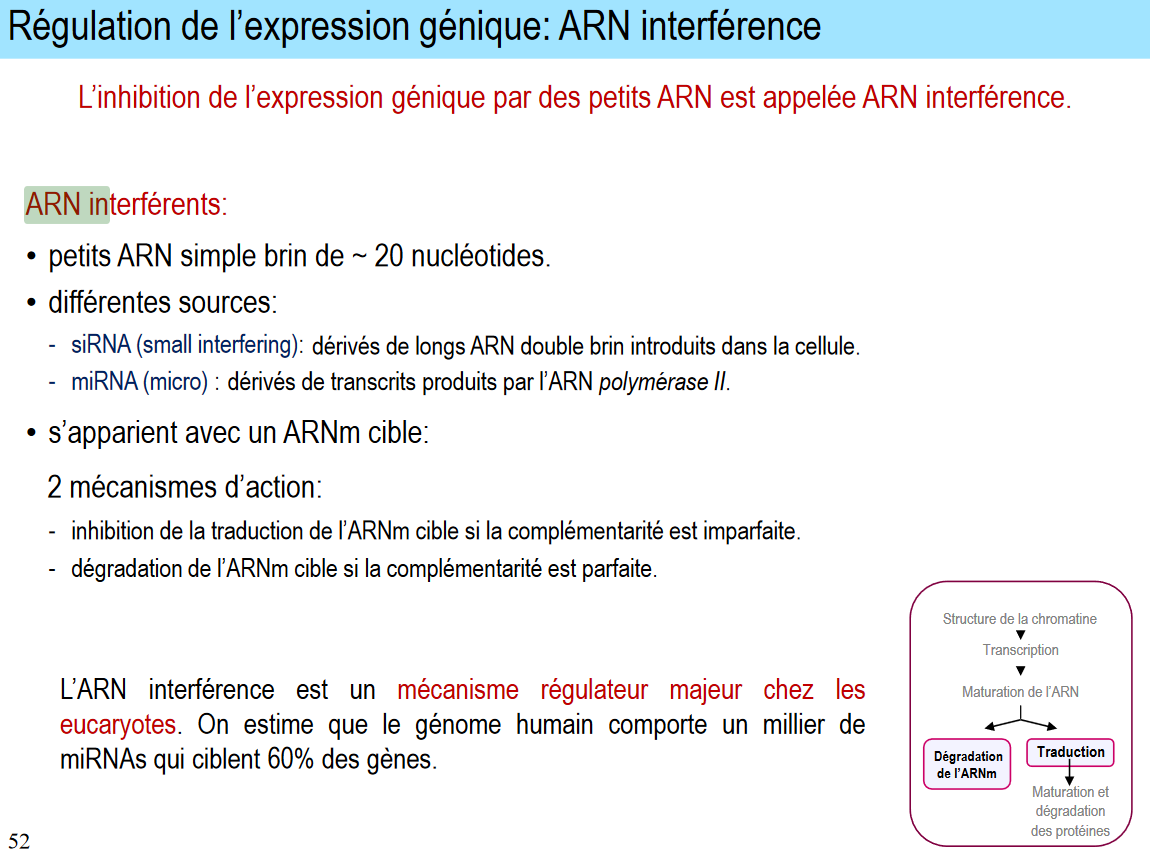 Régulation de l’expression génique: ARN interférence
L’inhibition de l’expression génique par des petits ARN est appelée ARN interférence.
ARN interférents:
• petits ARN simple brin de ~ 20 nucléotides.
• différentes sources:
- siRNA (small interfering): dérivés de longs ARN double brin introduits dans la cellule.
- miRNA (micro) : dérivés de transcrits produits par l’ARN polymérase II.
• s’apparient avec un ARNm cible:
2 mécanismes d’action:
- inhibition de la traduction de l’ARNm cible si la complémentarité est imparfaite.
- dégradation de l’ARNm cible si la complémentarité est parfaite.
L’ARN interférence est un mécanisme régulateur majeur chez les
eucaryotes. On estime que le génome humain comporte un millier de
miRNAs qui ciblent 60% des gènes.
Structure de la chromatine
Transcription
Maturation de l’ARN
Dégradation
de l’ARNm
Traduction
Maturation et
dégradation
des protéines
52